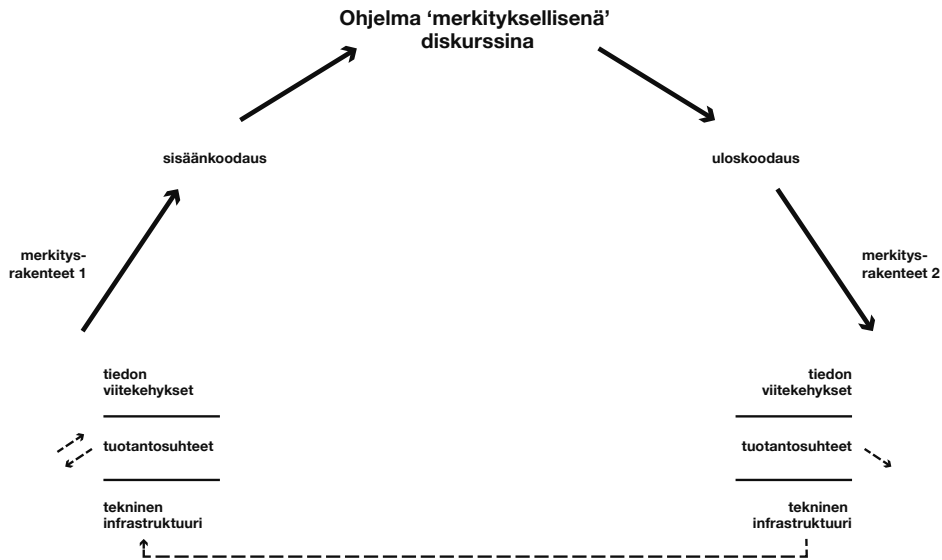 Ohjelma ‘merkityksellisenä’
diskurssina
sisäänkoodaus
uloskoodaus
merkitys-
rakenteet 1
merkitys-
rakenteet 2
tiedon
viitekehykset
tuotantosuhteet
tekninen
infrastruktuuri
tiedon
viitekehykset
tuotantosuhteet
tekninen
infrastruktuuri